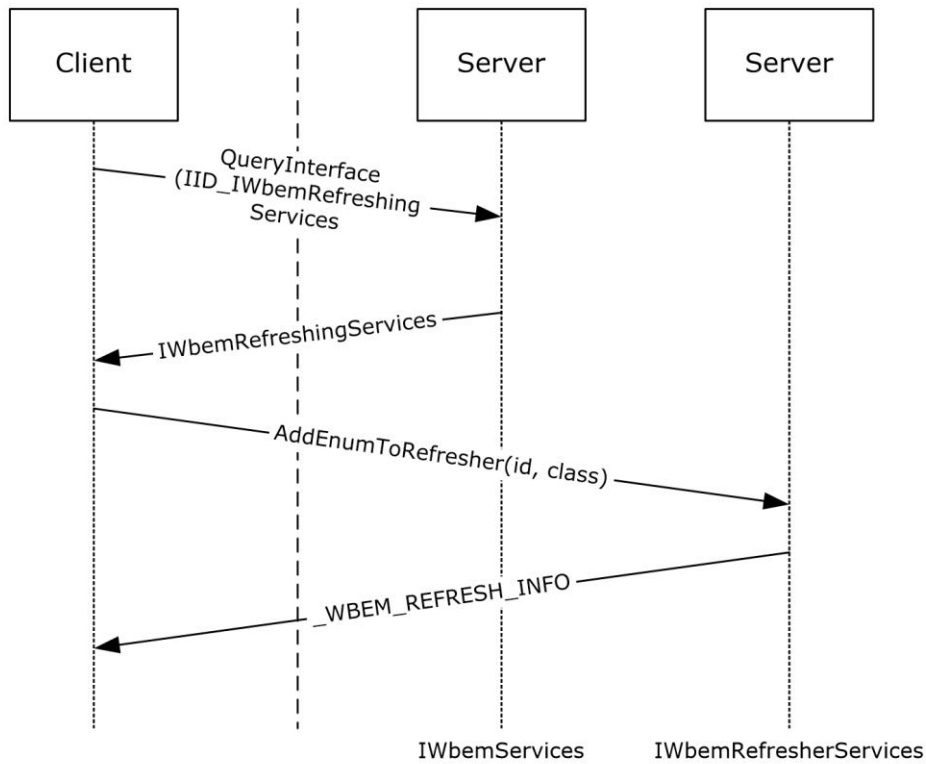 Client
Server
Server
QueryInterface
(IID_IWbemRefreshing
Services
IWbemRefreshingServices
AddEnumToRefresher(id, class)
_WBEM_REFRESH_INFO
IWbemServices
IWbemRefresherServices